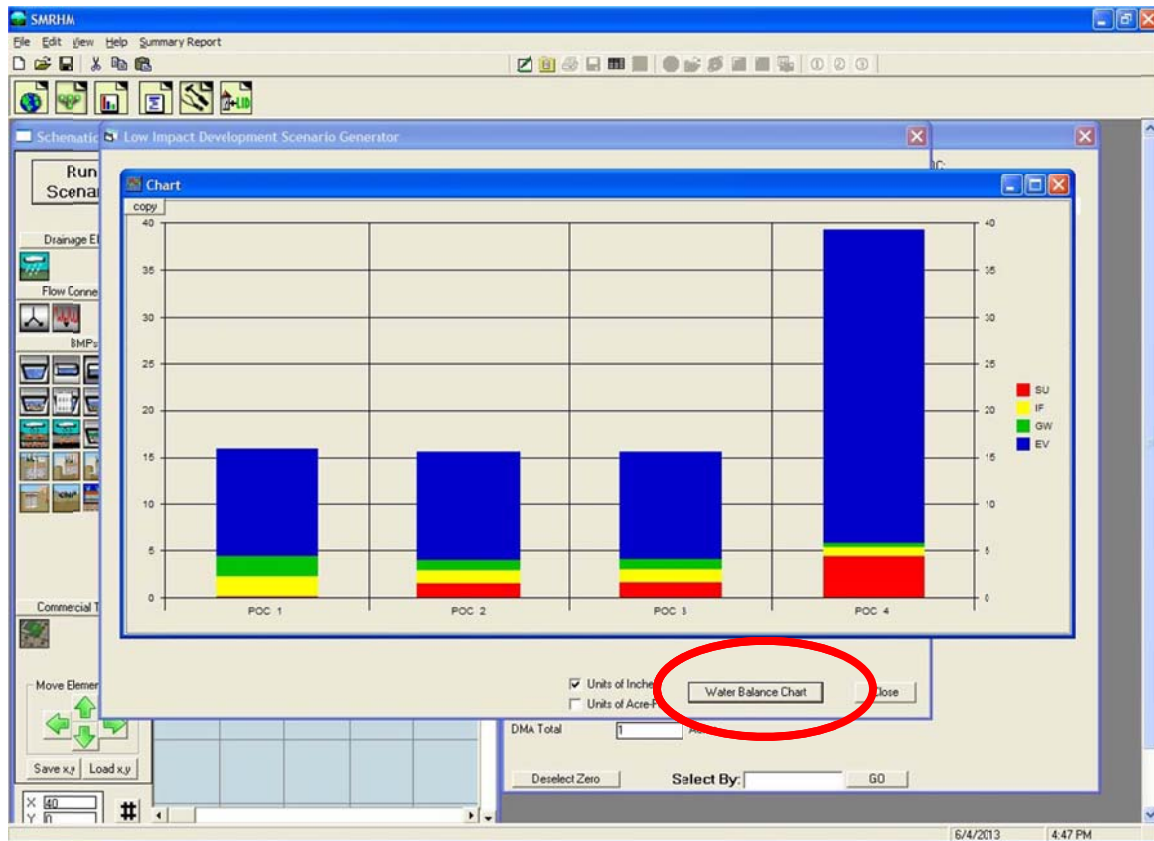 SMRHM
File Edit View Help Summary Report
Schematic
Low Impact Development Scenario Generator
Run
Scenar
Chart
copy
40 40
35 35
30 30
25 25
20 20
15 15
10 10
5 5
0 0
POC 1 POC 2 POC 3 POC 4
SU
IF
GW
EV
Drainage El
Flow Conne
BMPs
Commercial T
Move Elemen
Save x,y Load x,y
X 40
Y 0
#
Units of Inche
Units of Acre-F
Water Balance Chart
Close
DMA Total 1
Deselect Zero Select By: GO
6/4/2013 4:47 PM